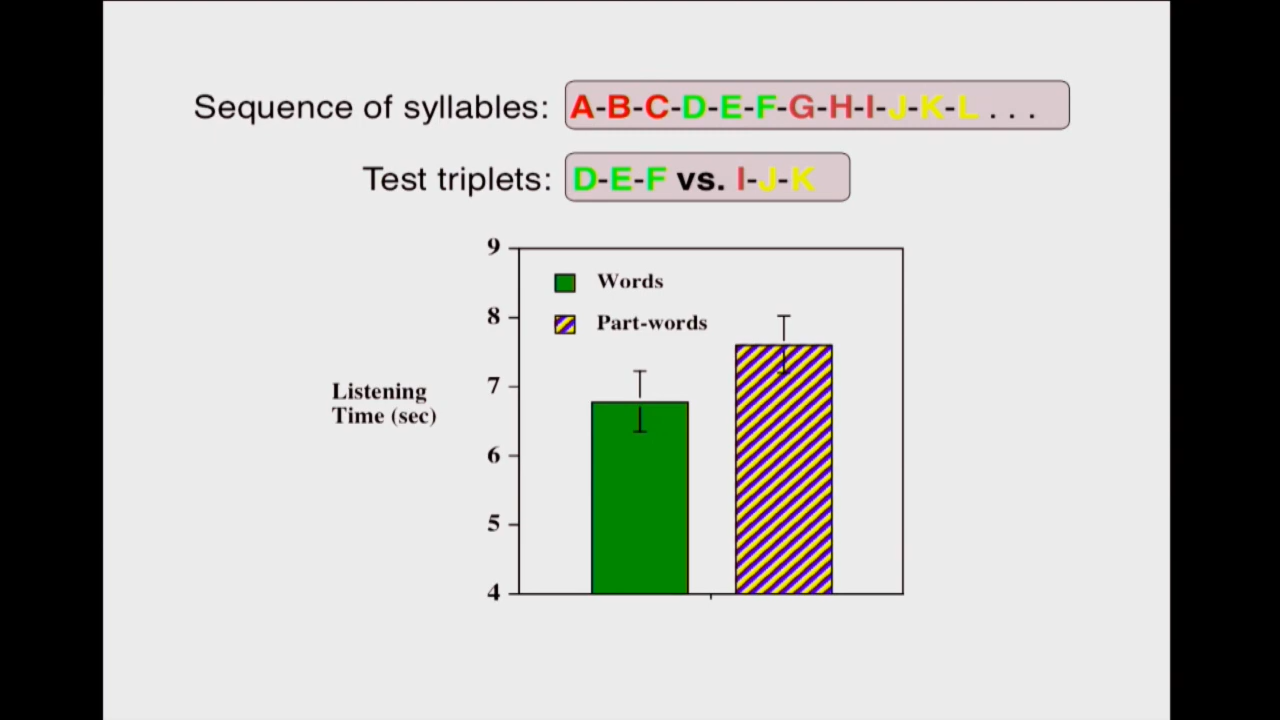 Sequence of syllables: A-B-C-D-E-F-G-H-I-J-K-L . . .
Test triplets: D-E-F vs. I-J-K
9
Words
8
Part-words
7
Listening
Time (sec)
6
5
4